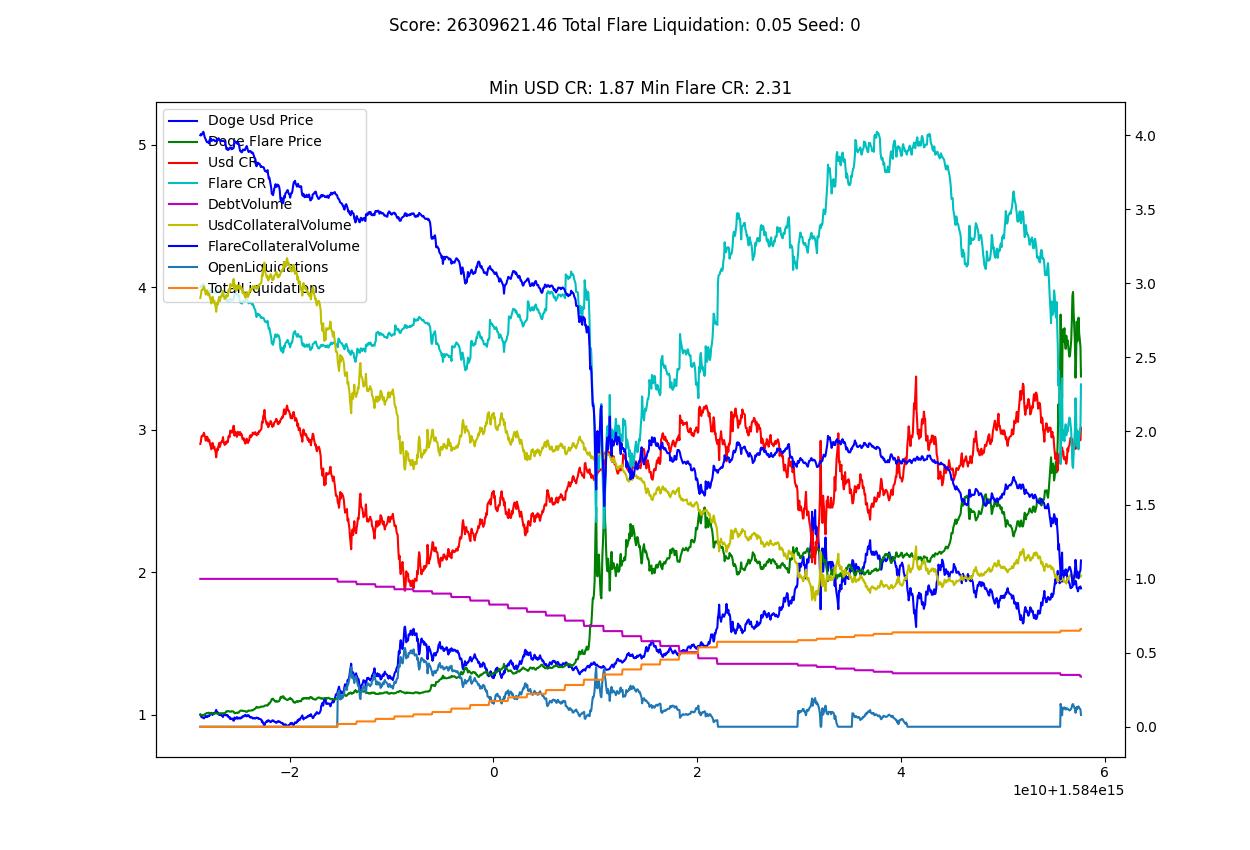 Score: 26309621.46 Total Flare Liquidation: 0.05 Seed: 0
Min USD CR: 1.87 Min Flare CR: 2.31
Doge Usd Price
Doge Flare Price
Usd CR
Flare CR
DebtVolume
UsdCollateralVolume
FlareCollateralVolume
OpenLiquidations
TotalLiquidations
5
4
3
2
1
4.0
3.5
3.0
2.5
2.0
1.5
1.0
0.5
0.0
−2
0
2
4
6
1e10+1.584e15